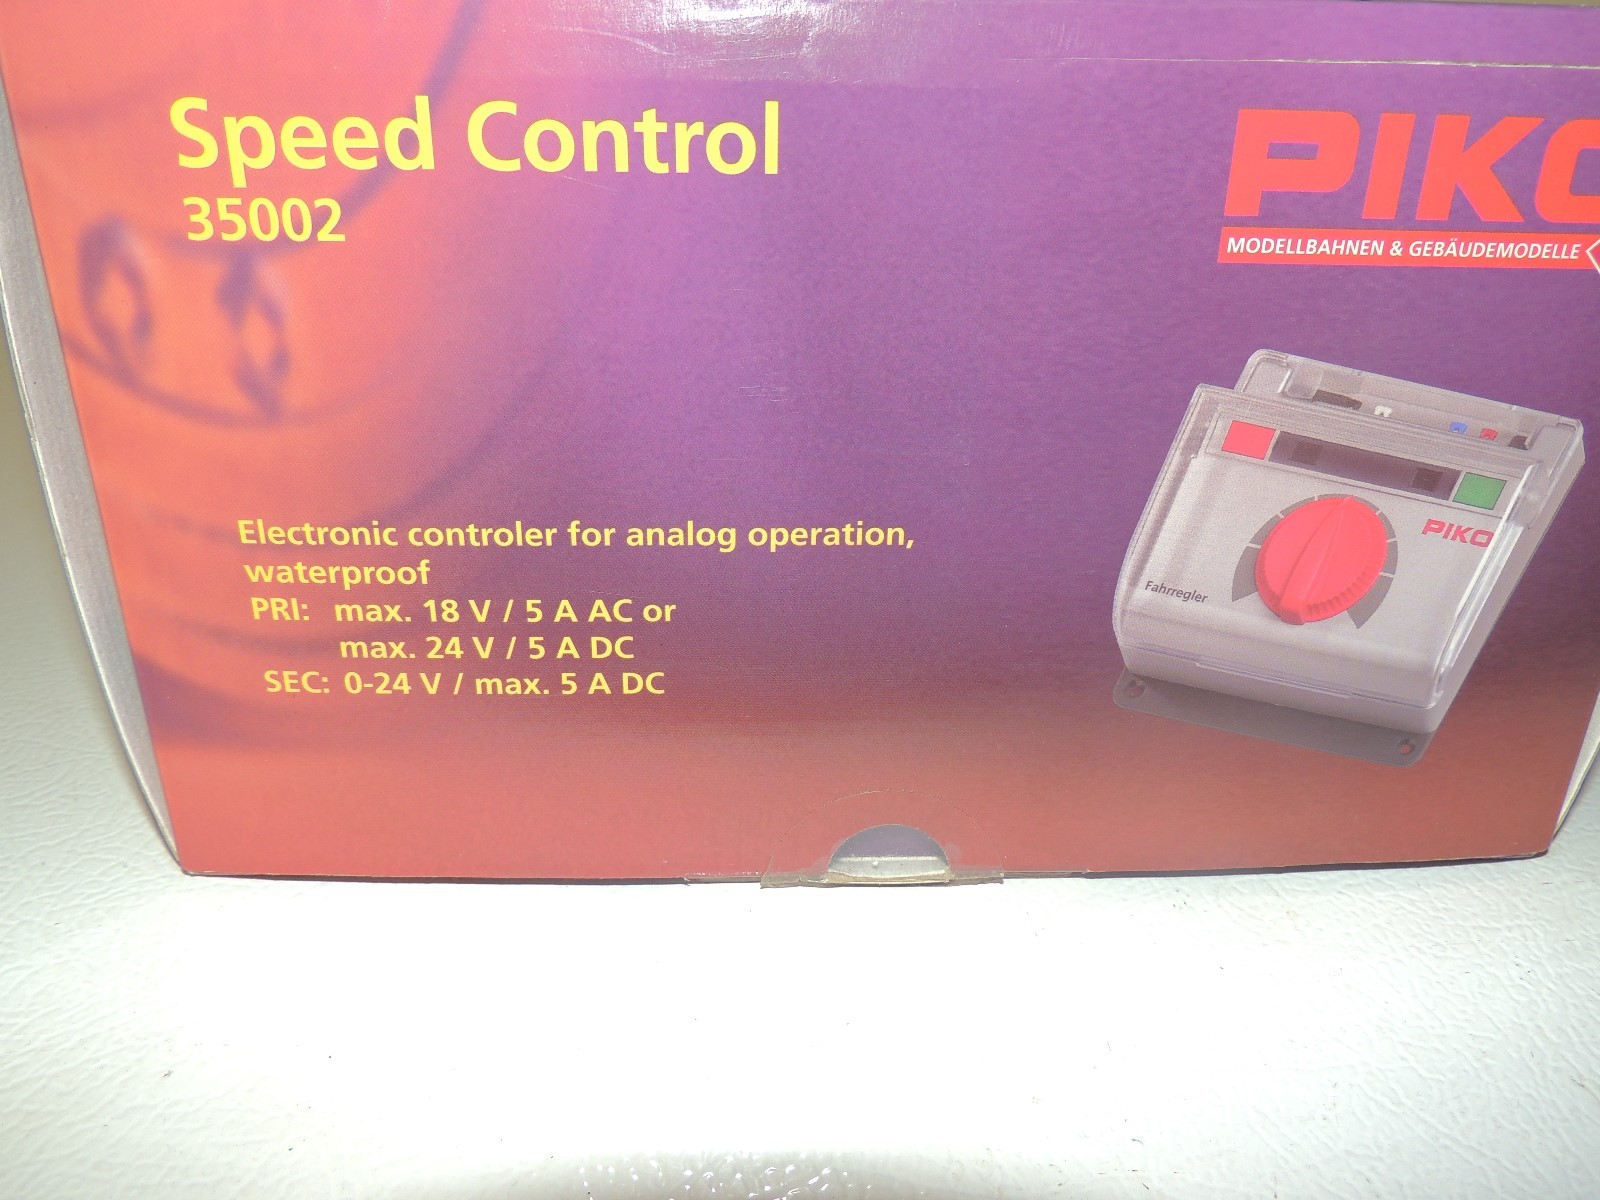 Speed Control
35002
PIKO
MODELLBAHNEN & GEBÄUDEMODELLE
Electronic controler for analog operation,
waterproof
PRI: max. 18 V / 5 A AC or
max. 24 V / 5 A DC
SEC: 0-24 V / max. 5 A DC
PIKO
Fahrregler